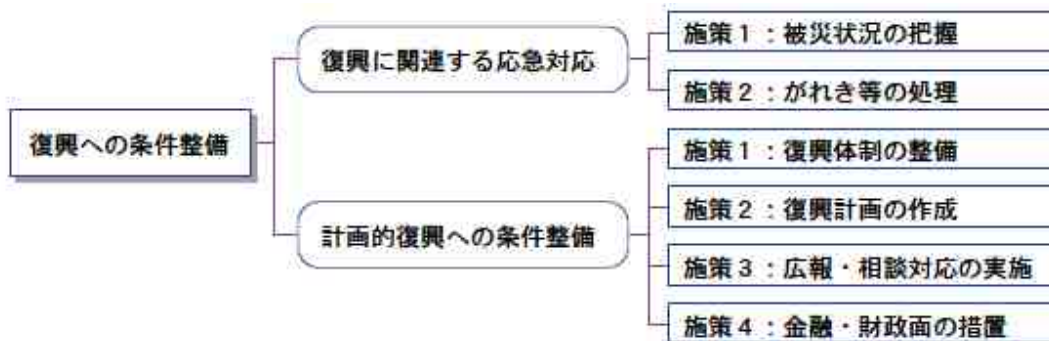 復興への条件整備
復興に関連する応急対応
施策1：被災状況の把握
施策2：がれき等の処理
計画的復興への条件整備
施策1：復興体制の整備
施策2：復興計画の作成
施策3：広報・相談対応の実施
施策4：金融・財政面の措置